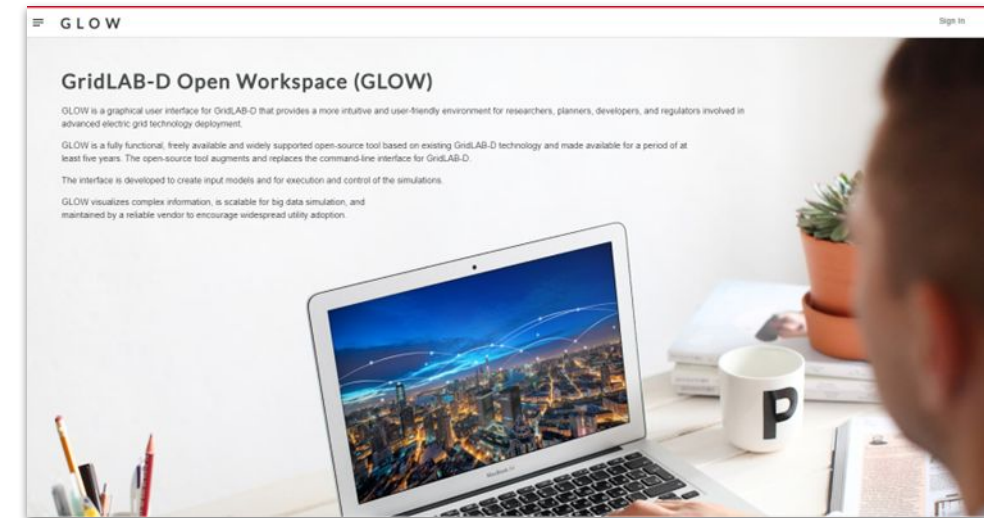 GLOW
Sign In
GridLAB-D Open Workspace (GLOW)
GLOW is a graphical user interface for GridLAB-D that provides a more intuitive and user-friendly environment for researchers, planners, developers, and regulators involved in
advanced electric grid technology deployment.
GLOW is a fully functional, freely available and widely supported open-source tool based on existing GridLAB-D technology and made available for a period of at
least five years. The open-source tool augments and replaces the command-line interface for GridLAB-D.
The interface is developed to create input models and for execution and control of the simulations.
GLOW visualizes complex information, is scalable for big data simulation, and
maintained by a reliable vendor to encourage widespread utility adoption.
MacBook Air
P